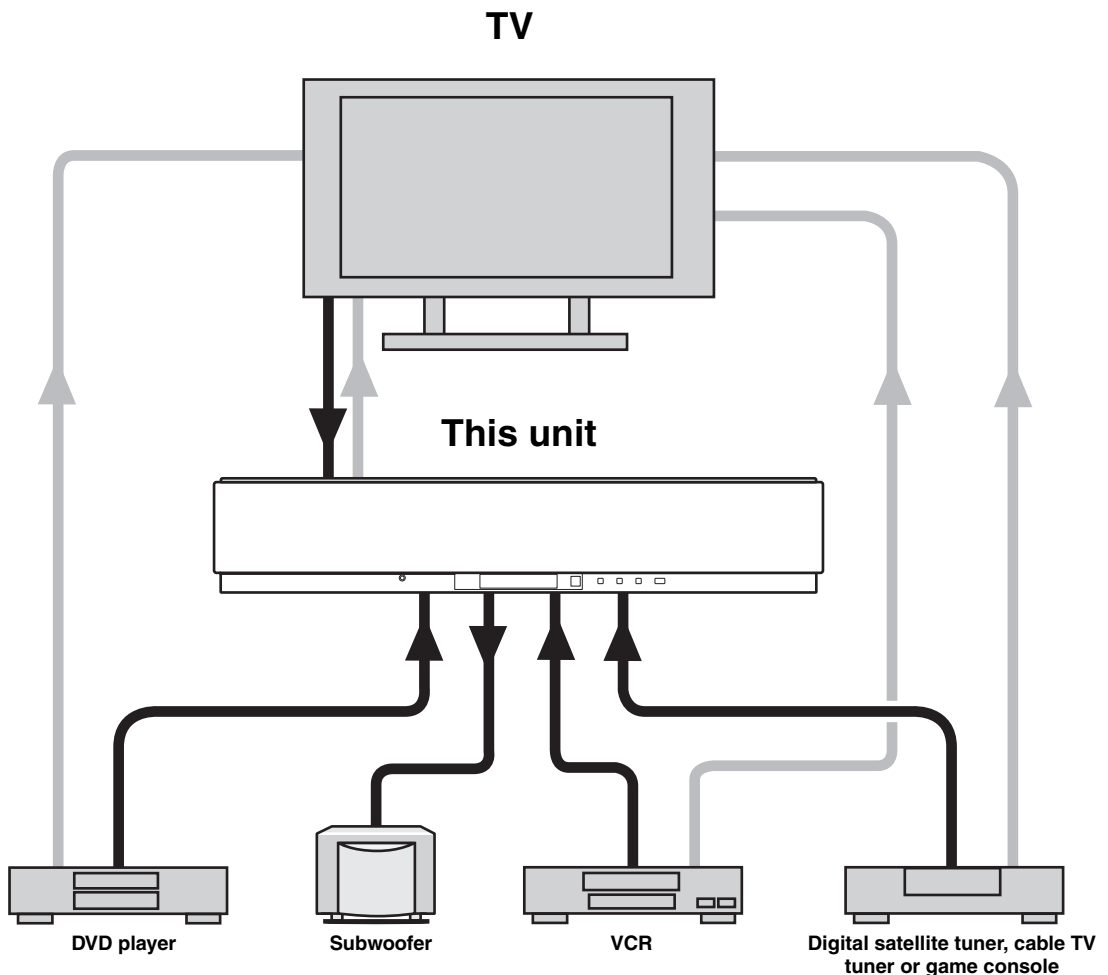 TV
This unit
DVD player
Subwoofer
VCR
Digital satellite tuner, cable TV
tuner or game console